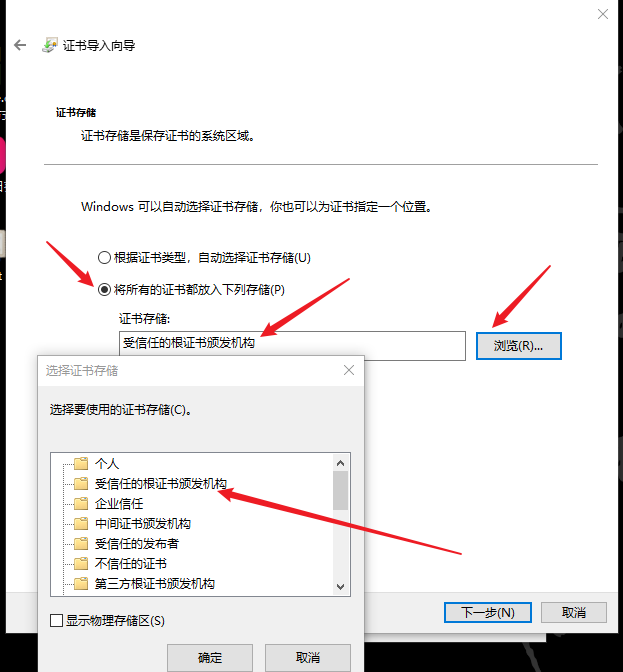 证书导入向导
证书存储
证书存储是保存证书的系统区域。
Windows 可以自动选择证书存储，你也可以为证书指定一个位置。
根据证书类型，自动选择证书存储(U)
将所有的证书都放入下列存储(P)
证书存储:
受信任的根证书颁发机构
浏览(R)...
选择证书存储
选择要使用的证书存储(C)。
个人
受信任的根证书颁发机构
企业信任
中间证书颁发机构
受信任的发布者
不信任的证书
第三方根证书颁发机构
显示物理存储区(S)
确定
取消
下一步(N)
取消